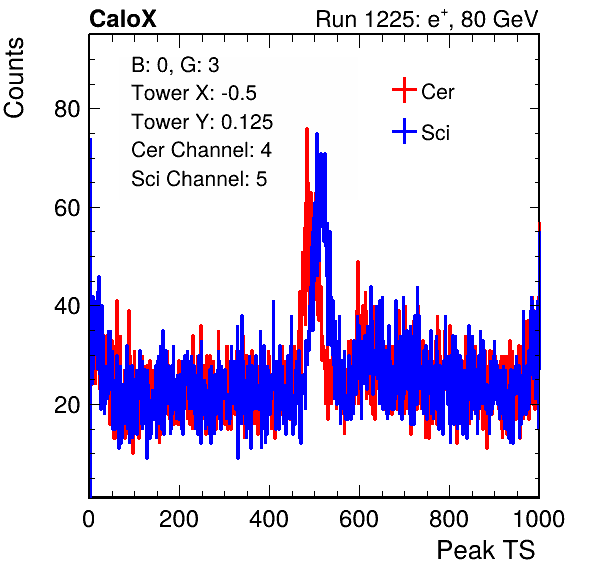 CaloX
Run 1225: e⁺, 80 GeV
Counts
B: 0, G: 3
Tower X: -0.5
Tower Y: 0.125
Cer Channel: 4
Sci Channel: 5
Cer
Sci
80
60
40
20
0
200
400
600
800
1000
Peak TS